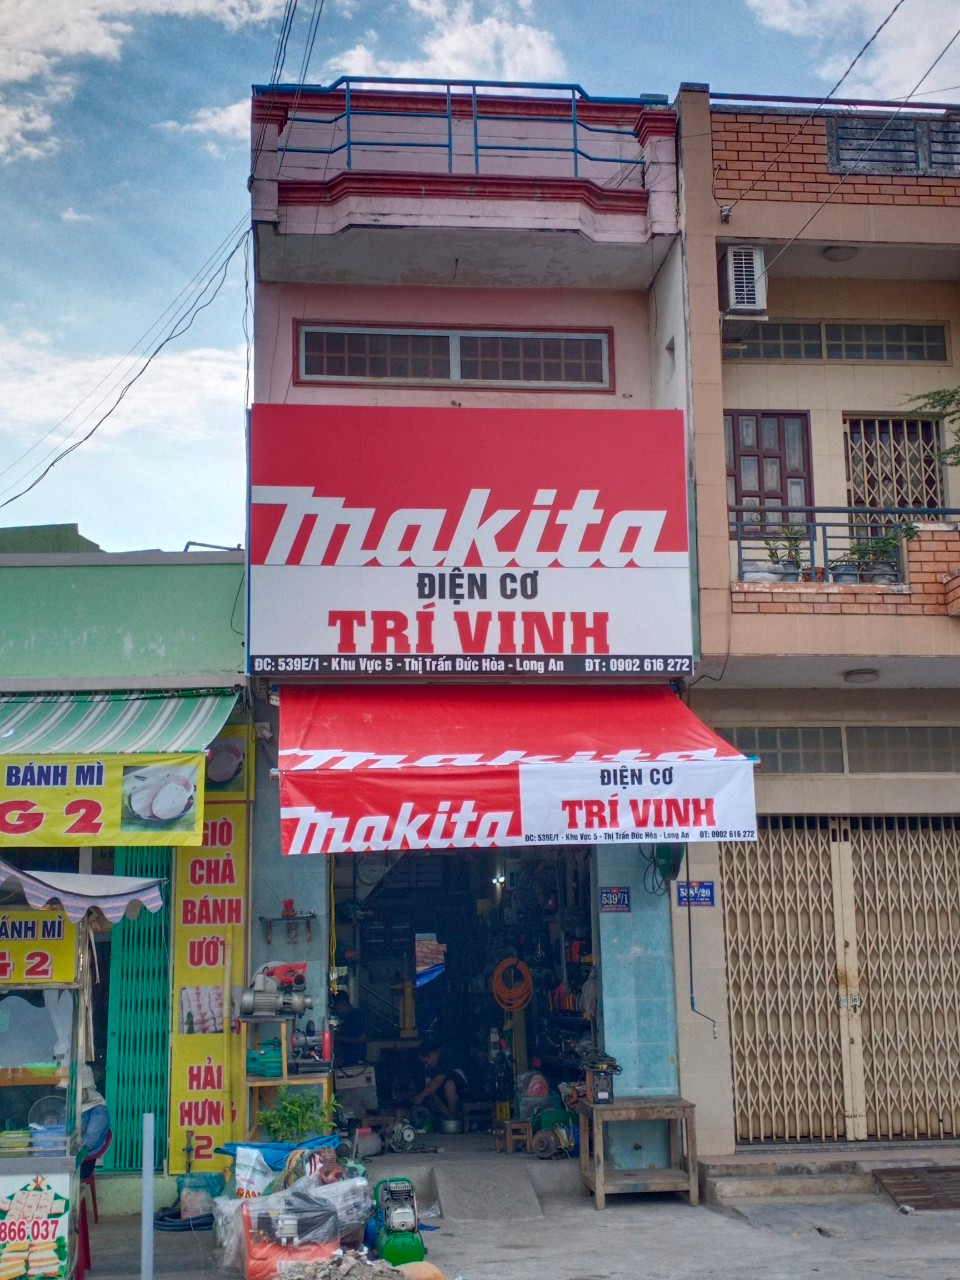 makita
ĐIỆN CƠ
TRÍ VINH
ĐC: 539E/1 - Khu Vực 5 - Thị Trấn Đức Hòa - Long An ĐT: 0902 616 272
makita
makita
ĐIỆN CƠ
TRÍ VINH
ĐC: 539E/1 - Khu Vực 5 - Thị Trấn Đức Hòa - Long An ĐT: 0902 616 272
BÁNH MÌ
G 2
GIÒ
CHẢ
BÁNH
ƯỚT
HẢI
HƯNG
2
BÁNH MÌ
G 2
866.037